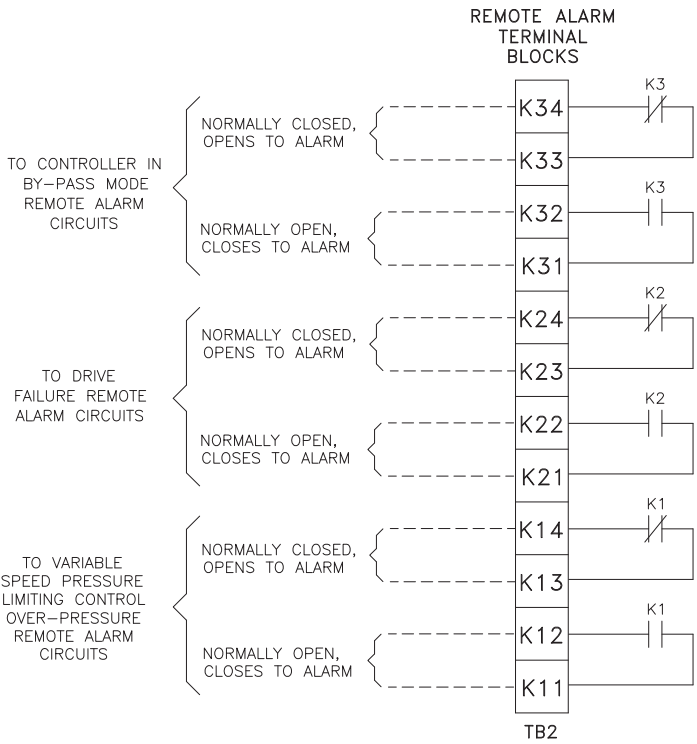 REMOTE ALARM
TERMINAL
BLOCKS
TO CONTROLLER IN
BY-PASS MODE
REMOTE ALARM
CIRCUITS
NORMALLY CLOSED,
OPENS TO ALARM
K34
K3
K33
NORMALLY OPEN,
CLOSES TO ALARM
K32
K3
K31
TO DRIVE
FAILURE REMOTE
ALARM CIRCUITS
NORMALLY CLOSED,
OPENS TO ALARM
K24
K2
K23
NORMALLY OPEN,
CLOSES TO ALARM
K22
K2
K21
TO VARIABLE
SPEED PRESSURE
LIMITING CONTROL
OVER-PRESSURE
REMOTE ALARM
CIRCUITS
NORMALLY CLOSED,
OPENS TO ALARM
K14
K1
K13
NORMALLY OPEN,
CLOSES TO ALARM
K12
K1
K11
TB2